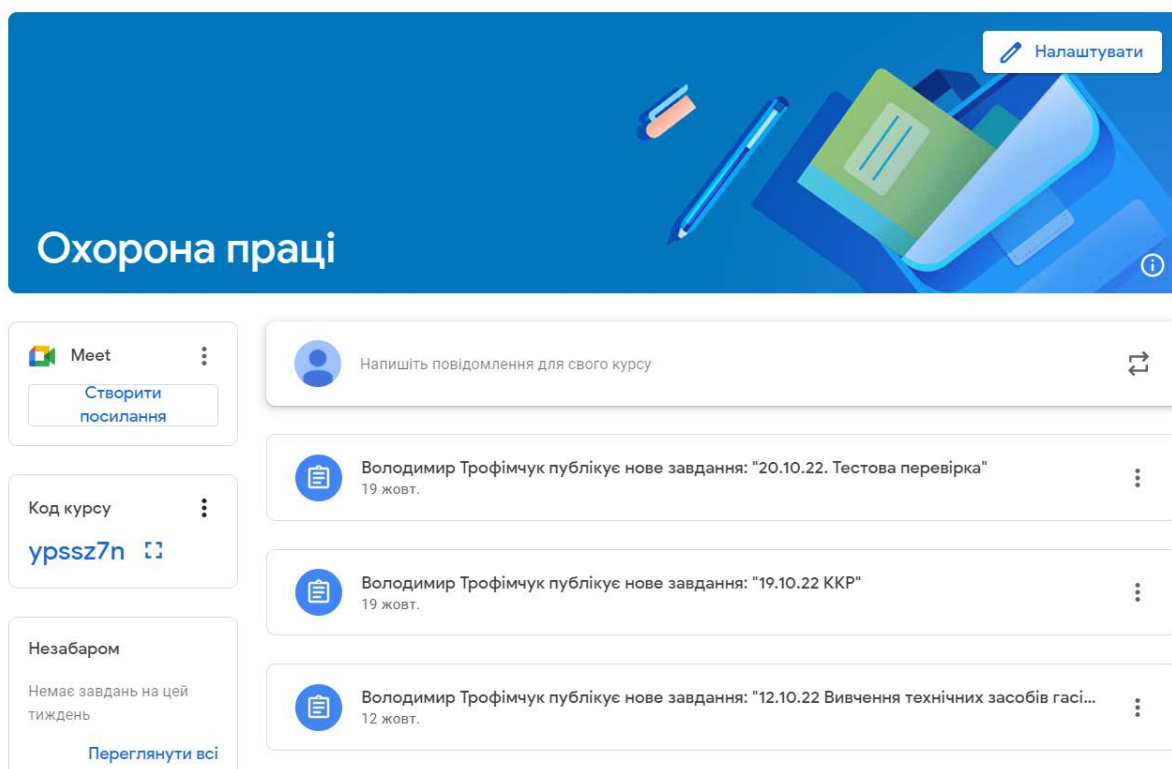 Налаштувати
Охорона праці
Meet
Створити
посилання
Код курсу
ypssz7n
Незабаром
Немає завдань на цей
тиждень
Переглянути всі
Напишіть повідомлення для свого курсу
Володимир Трофімчук публікує нове завдання: "20.10.22. Тестова перевірка"
19 жовт.
Володимир Трофімчук публікує нове завдання: "19.10.22 ККР"
19 жовт.
Володимир Трофімчук публікує нове завдання: "12.10.22 Вивчення технічних засобів гасі...
12 жовт.